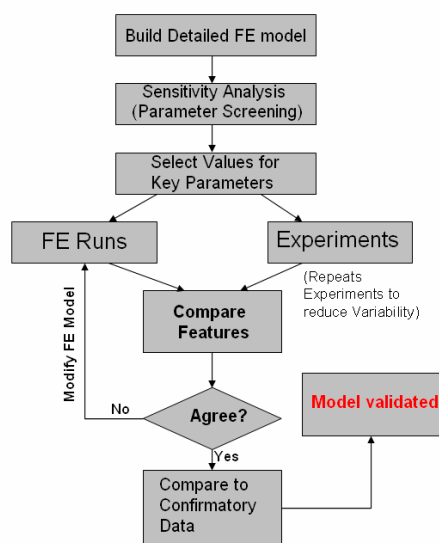 Build Detailed FE model
Sensitivity Analysis
(Parameter Screening)
Select Values for
Key Parameters
FE Runs
Experiments
(Repeats
Experiments to
reduce Variability)
Compare
Features
Modify FE Model
No
Agree?
Yes
Model validated
Compare to
Confirmatory
Data